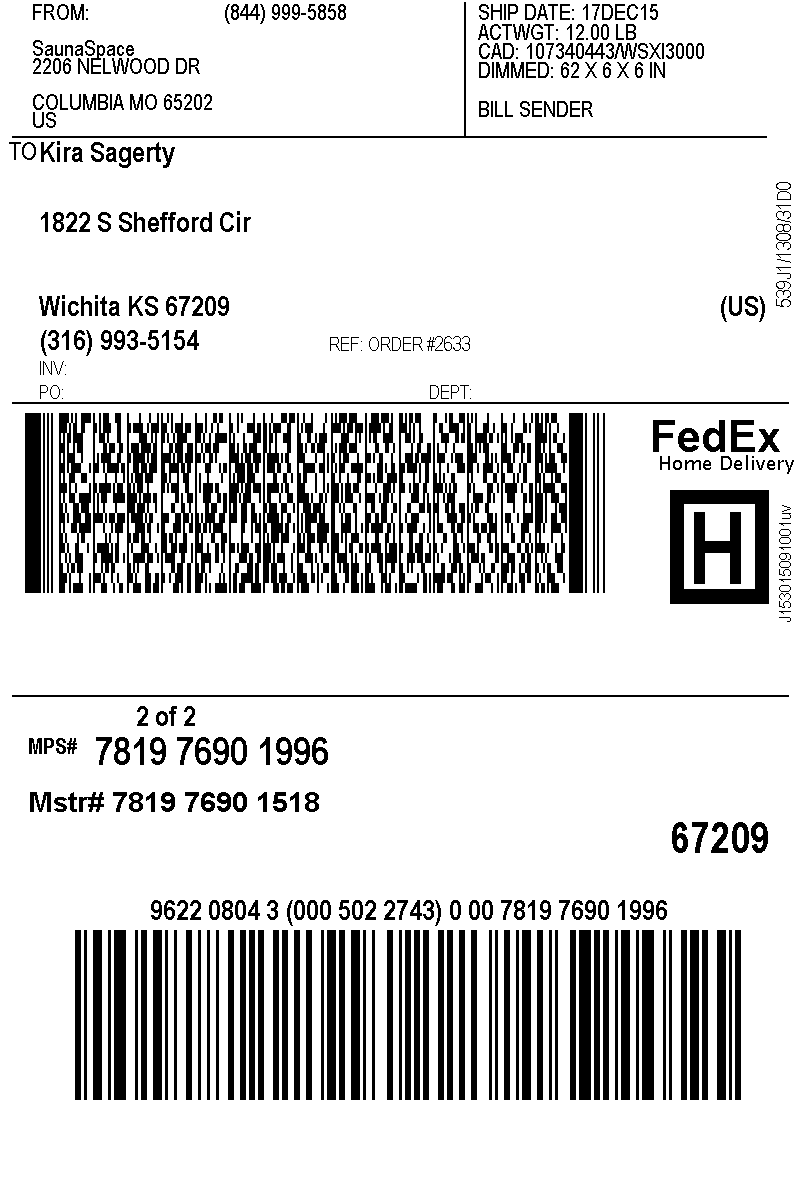 FROM: (844) 999-5858
SaunaSpace
2206 NELWOOD DR
COLUMBIA MO 65202
US
SHIP DATE: 17DEC15
ACTWGT: 12.00 LB
CAD: 107340443/WSXI3000
DIMMED: 62 X 6 X 6 IN
BILL SENDER
TO Kira Sagerty
1822 S Shefford Cir
Wichita KS 67209 (US)
(316) 993-5154 REF: ORDER #2633
INV:
PO: DEPT:
539J1/1308/31D0
FedEx
Home Delivery
H
J153015091001uv
2 of 2
MPS# 7819 7690 1996
Mstr# 7819 7690 1518
67209
9622 0804 3 (000 502 2743) 0 00 7819 7690 1996